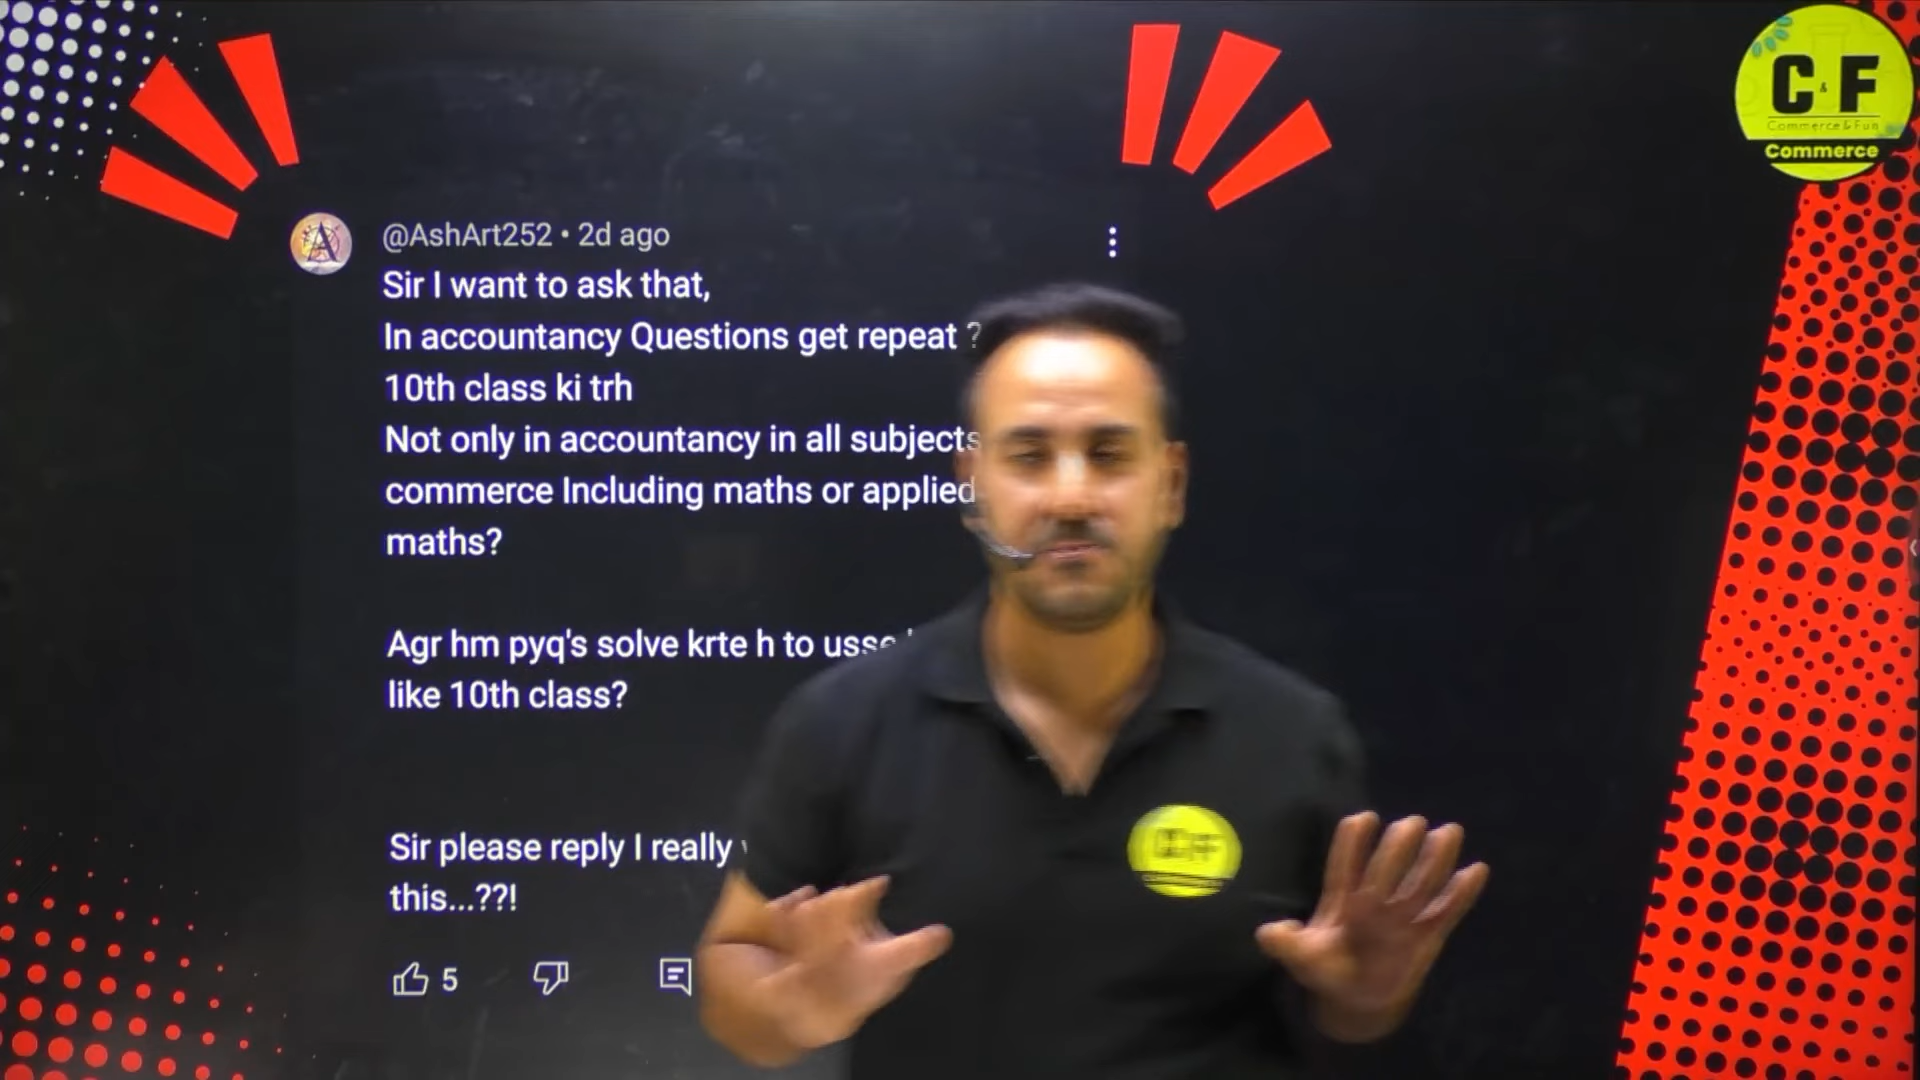 C&F
Commerce & Fun
Commerce
@AshArt252 • 2d ago
Sir I want to ask that,
In accountancy Questions get repeat ?
10th class ki trh
Not only in accountancy in all subjects
commerce Including maths or applied
maths?
Agr hm pyq's solve krte h to usse
like 10th class?
Sir please reply I really
this...??!
5
C&F